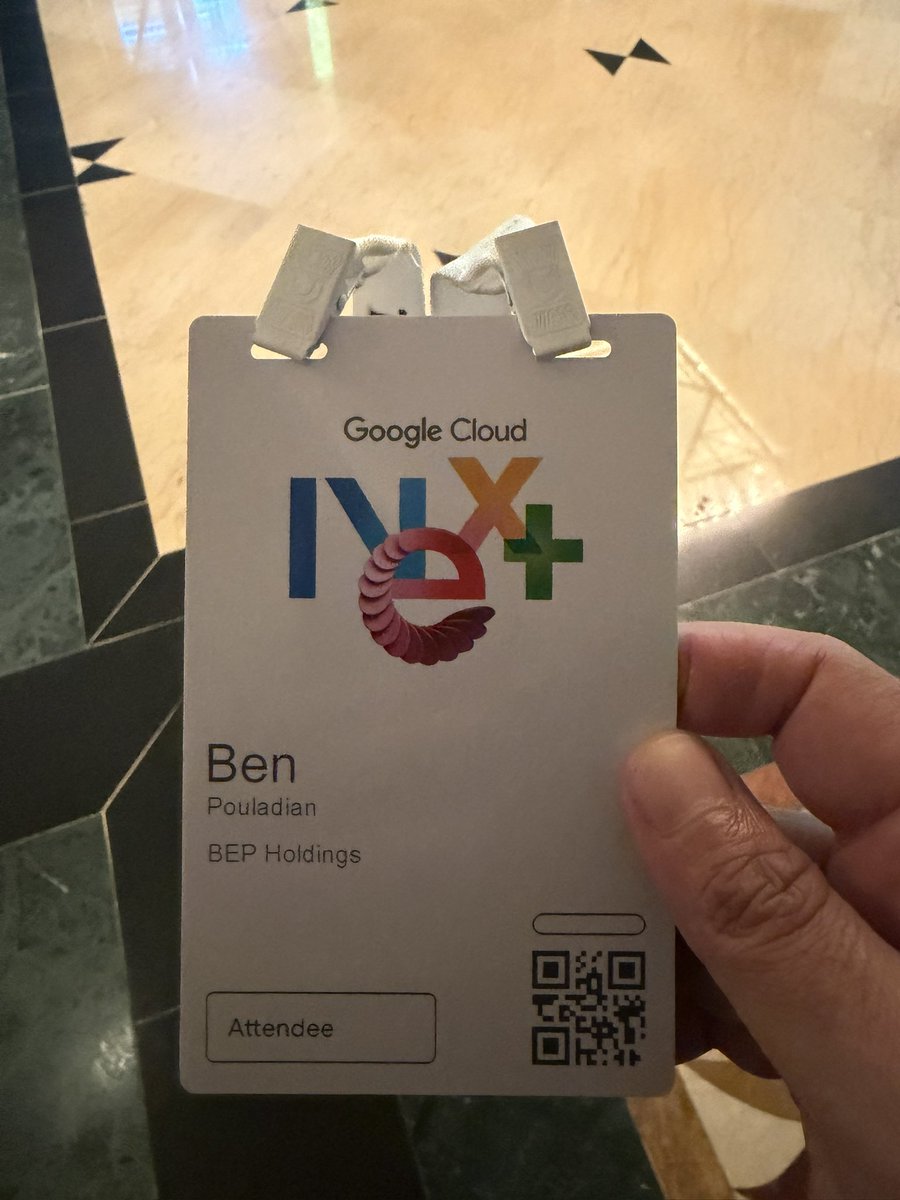 Google Cloud
Next
Ben
Pouladian
BEP Holdings
Attendee